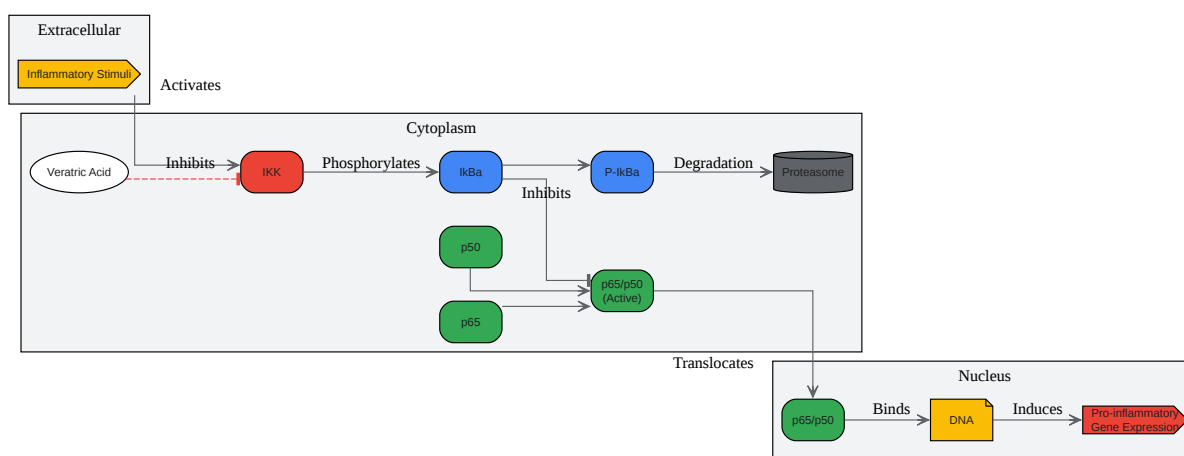 Extracellular
Inflammatory Stimuli
Activates
Cytoplasm
Veratric Acid
Inhibits
IKK
Phosphorylates
IkBa
P-IkBa
Degradation
Proteasome
Inhibits
p50
p65/p50
(Active)
p65
Translocates
Nucleus
p65/p50
Binds
DNA
Induces
Pro-inflammatory
Gene Expression